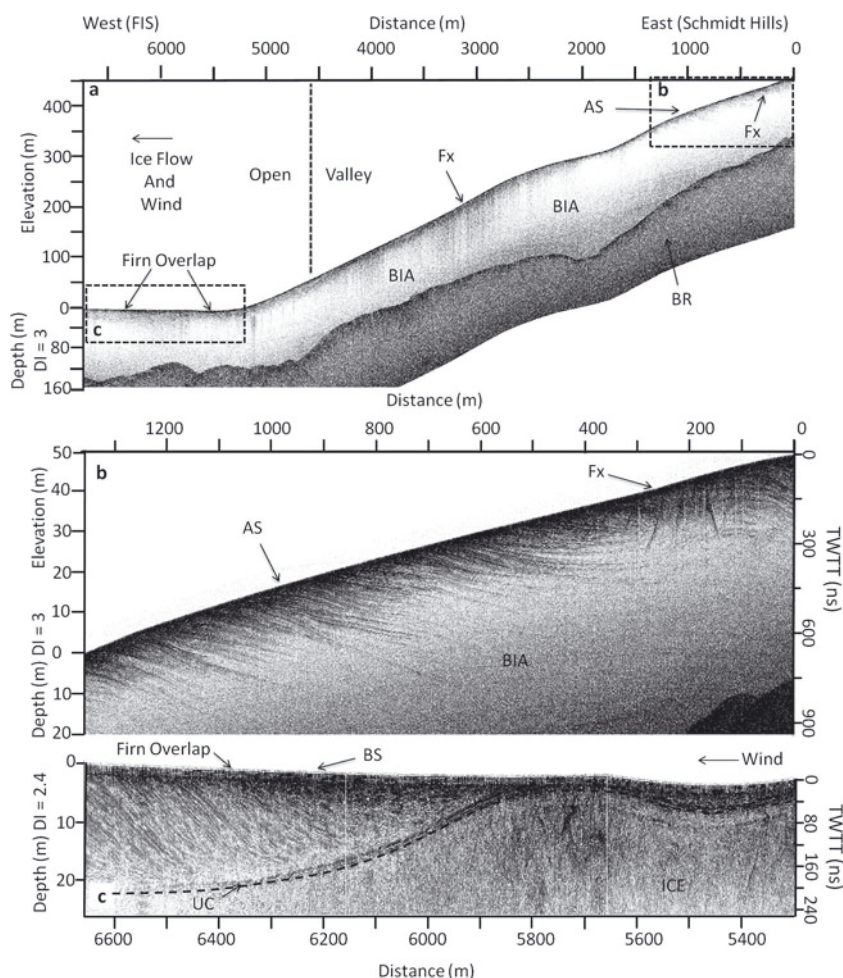 West (FIS) Distance (m) East (Schmidt Hills)
6000 5000 4000 3000 2000 1000 0
a b
400
300
200
100
0
80
160
Elevation (m)
Depth (m)
DI = 3
AS
Fx
Ice Flow
And
Wind
Open Valley
Fx
BIA
BIA
BR
Firn Overlap
c
Distance (m)
1200 1000 800 600 400 200 0
b
50
40
30
20
10
0
10
20
Elevation (m)
Depth (m) DI = 3
AS
Fx
BIA
0
300
600
900
TWTT (ns)
Firn Overlap BS Wind
0
10
20
Depth (m) DI = 2.4
c
UC
ICE
0
80
160
240
TWTT (ns)
6600 6400 6200 6000 5800 5600 5400
Distance (m)